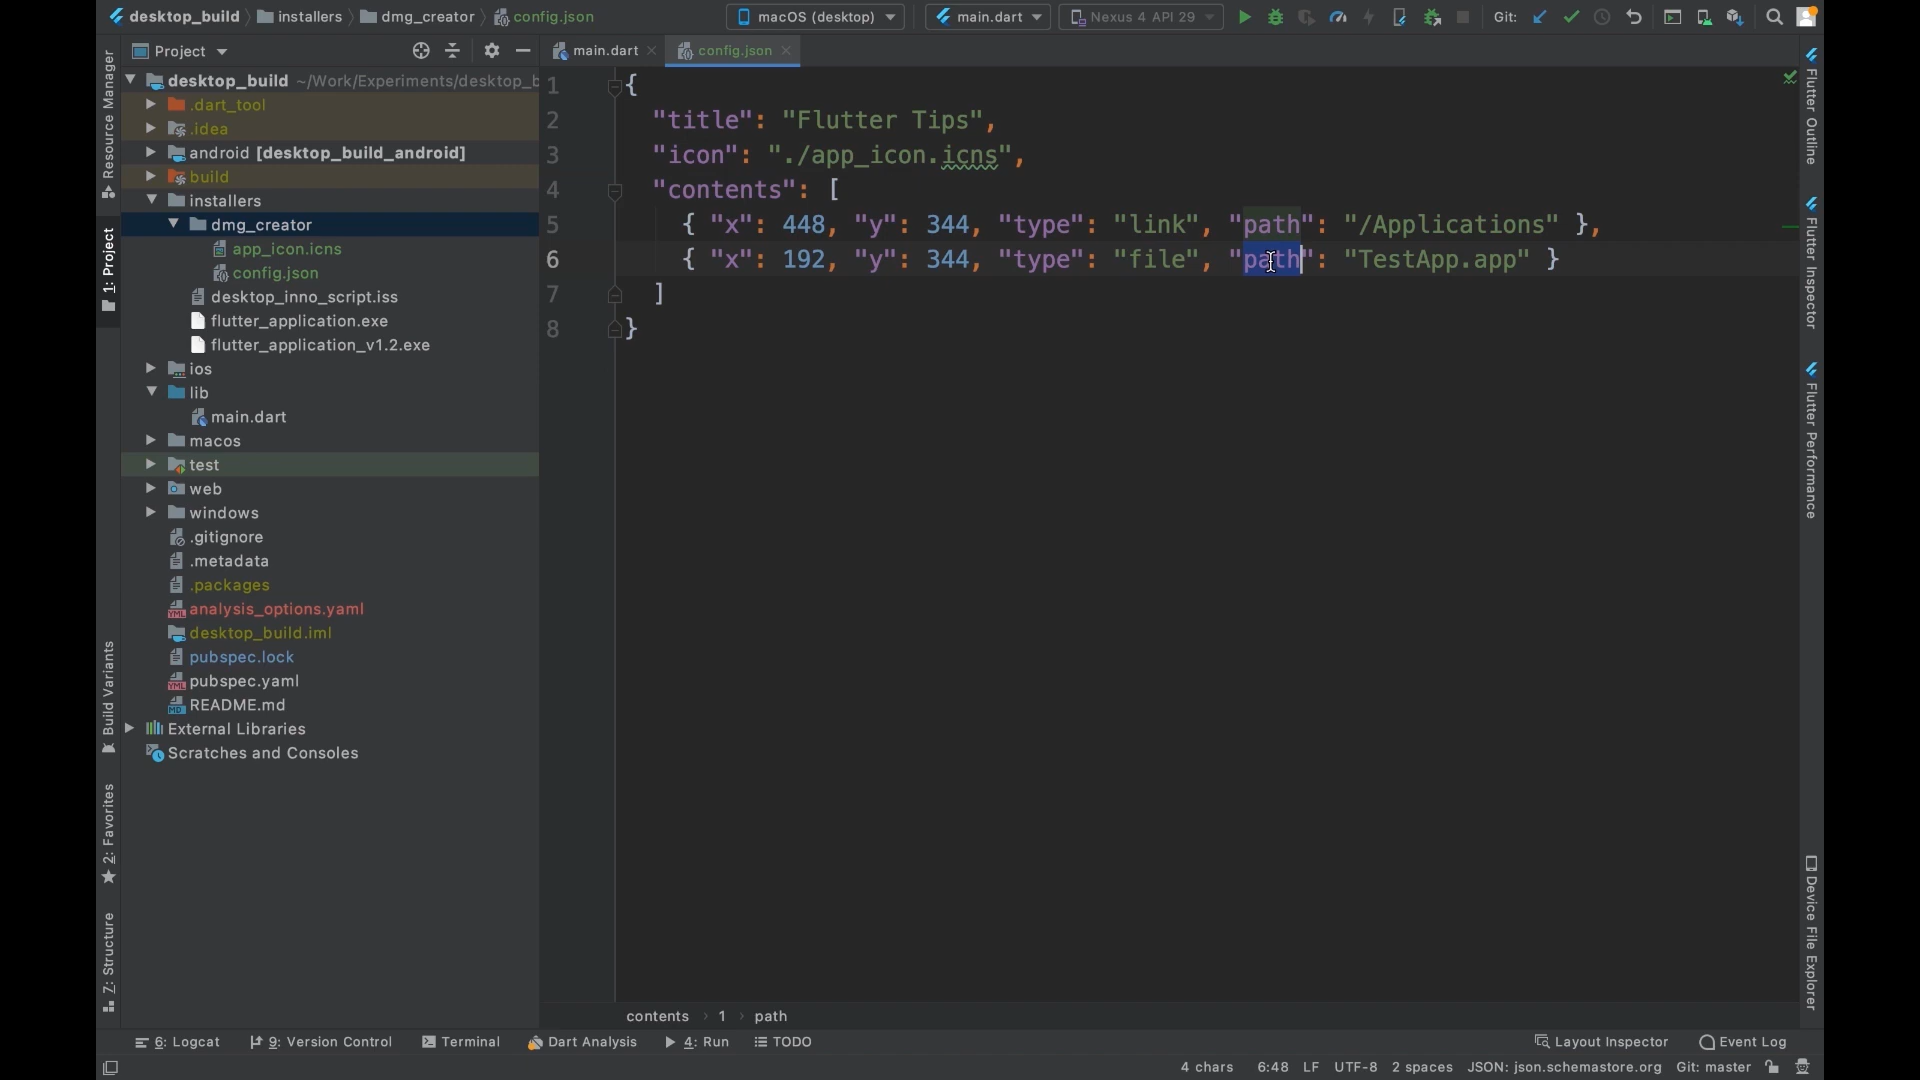 desktop_build installers dmg_creator config.json macOS (desktop) main.dart Nexus 4 API 29 Git:
Project
main.dart config.json
desktop_build ~/Work/Experiments/desktop_b
.dart_tool
.idea
android [desktop_build_android]
build
installers
dmg_creator
app_icon.icns
config.json
desktop_inno_script.iss
flutter_application.exe
flutter_application_v1.2.exe
ios
lib
main.dart
macos
test
web
windows
.gitignore
.metadata
.packages
analysis_options.yaml
desktop_build.iml
pubspec.lock
pubspec.yaml
README.md
External Libraries
Scratches and Consoles
Resource Manager
1: Project
Build Variants
2: Favorites
Z: Structure
1 {
2 "title": "Flutter Tips",
3 "icon": "./app_icon.icns",
4 "contents": [
5 { "x": 448, "y": 344, "type": "link", "path": "/Applications" },
6 { "x": 192, "y": 344, "type": "file", "path": "TestApp.app" }
7 ]
8 }
Flutter Outline
Flutter Inspector
Flutter Performance
Device File Explorer
contents › 1 › path
6: Logcat 9: Version Control Terminal Dart Analysis 4: Run TODO Layout Inspector Event Log
4 chars 6:48 LF UTF-8 2 spaces JSON: json.schemastore.org Git: master